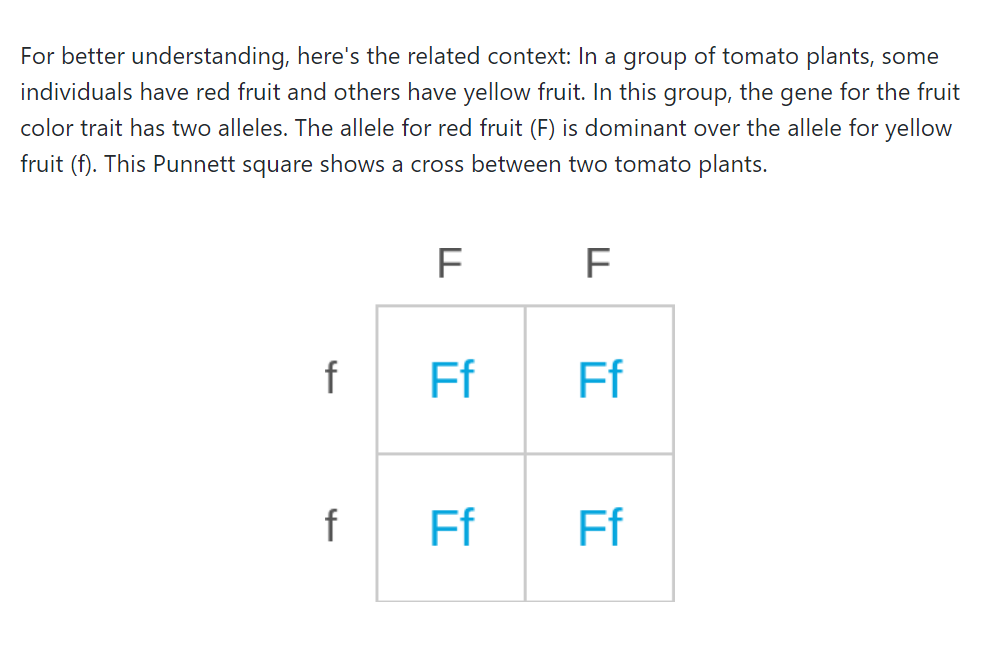 For better understanding, here's the related context: In a group of tomato plants, some
individuals have red fruit and others have yellow fruit. In this group, the gene for the fruit
color trait has two alleles. The allele for red fruit (F) is dominant over the allele for yellow
fruit (f). This Punnett square shows a cross between two tomato plants.
F F
f Ff Ff
f Ff Ff